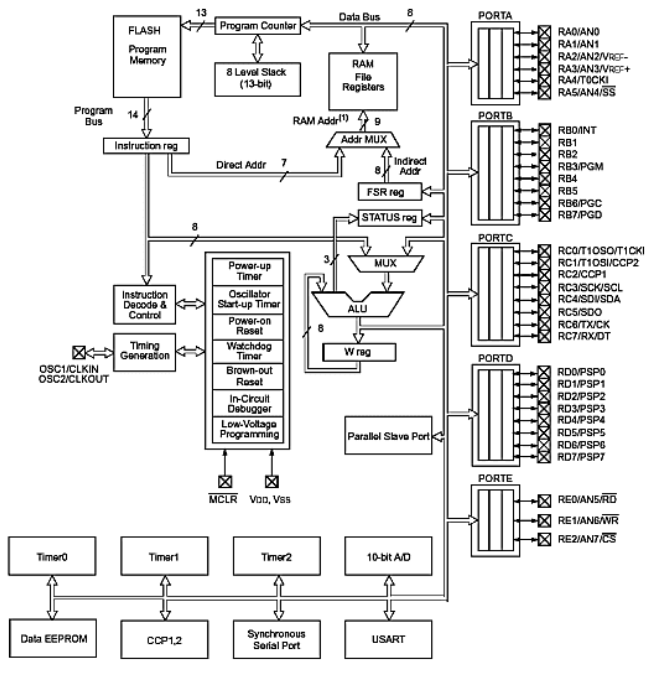 13
Data Bus
8
PORTA
FLASH
Program
Memory
Program Counter
8 Level Stack
(13-bit)
RAM
File
Registers
RA0/AN0
RA1/AN1
RA2/AN2/VREF-
RA3/AN3/VREF+
RA4/T0CKI
RA5/AN4/SS
Program
Bus
14
RAM Addr(1)
9
PORTB
Instruction reg
Addr MUX
Direct Addr
7
8
Indirect
Addr
FSR reg
RB0/INT
RB1
RB2
RB3/PGM
RB4
RB5
RB6/PGC
RB7/PGD
STATUS reg
8
3
MUX
PORTC
RC0/T1OSO/T1CKI
RC1/T1OSI/CCP2
RC2/CCP1
RC3/SCK/SCL
RC4/SDI/SDA
RC5/SDO
RC6/TX/CK
RC7/RX/DT
Power-up
Timer
Oscillator
Start-up Timer
Power-on
Reset
Watchdog
Timer
Brown-out
Reset
In-Circuit
Debugger
Low-Voltage
Programming
Instruction
Decode &
Control
Timing
Generation
OSC1/CLKIN
OSC2/CLKOUT
ALU
8
W reg
PORTD
RD0/PSP0
RD1/PSP1
RD2/PSP2
RD3/PSP3
RD4/PSP4
RD5/PSP5
RD6/PSP6
RD7/PSP7
Parallel Slave Port
MCLR
VDD, VSS
PORTE
RE0/AN5/RD
RE1/AN6/WR
RE2/AN7/CS
Timer0
Timer1
Timer2
10-bit A/D
Data EEPROM
CCP1,2
Synchronous
Serial Port
USART